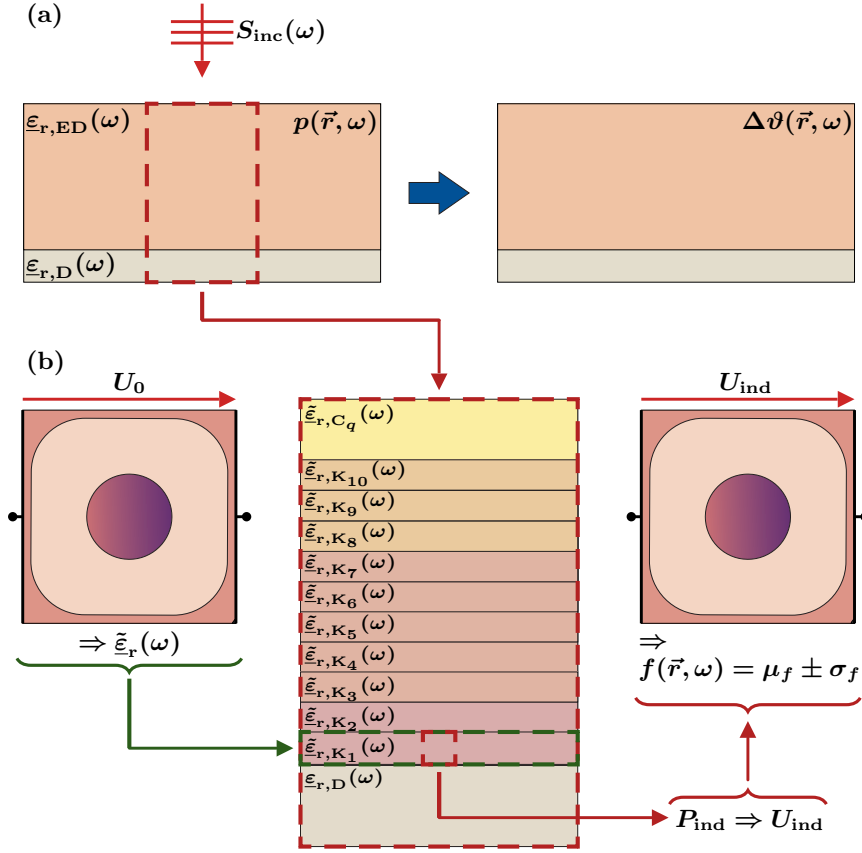 (a)
S_inc(ω)
ε_r,ED(ω)
p(r⃗, ω)
Δϑ(r⃗, ω)
ε_r,D(ω)
(b)
U_0
U_ind
ε̃_r,C_q(ω)
ε̃_r,K_10(ω)
ε̃_r,K_9(ω)
ε̃_r,K_8(ω)
ε̃_r,K_7(ω)
ε̃_r,K_6(ω)
ε̃_r,K_5(ω)
ε̃_r,K_4(ω)
ε̃_r,K_3(ω)
ε̃_r,K_2(ω)
ε̃_r,K_1(ω)
ε_r,D(ω)
⇒ ε̃_r(ω)
⇒
f(r⃗, ω) = μ_f ± σ_f
P_ind ⇒ U_ind